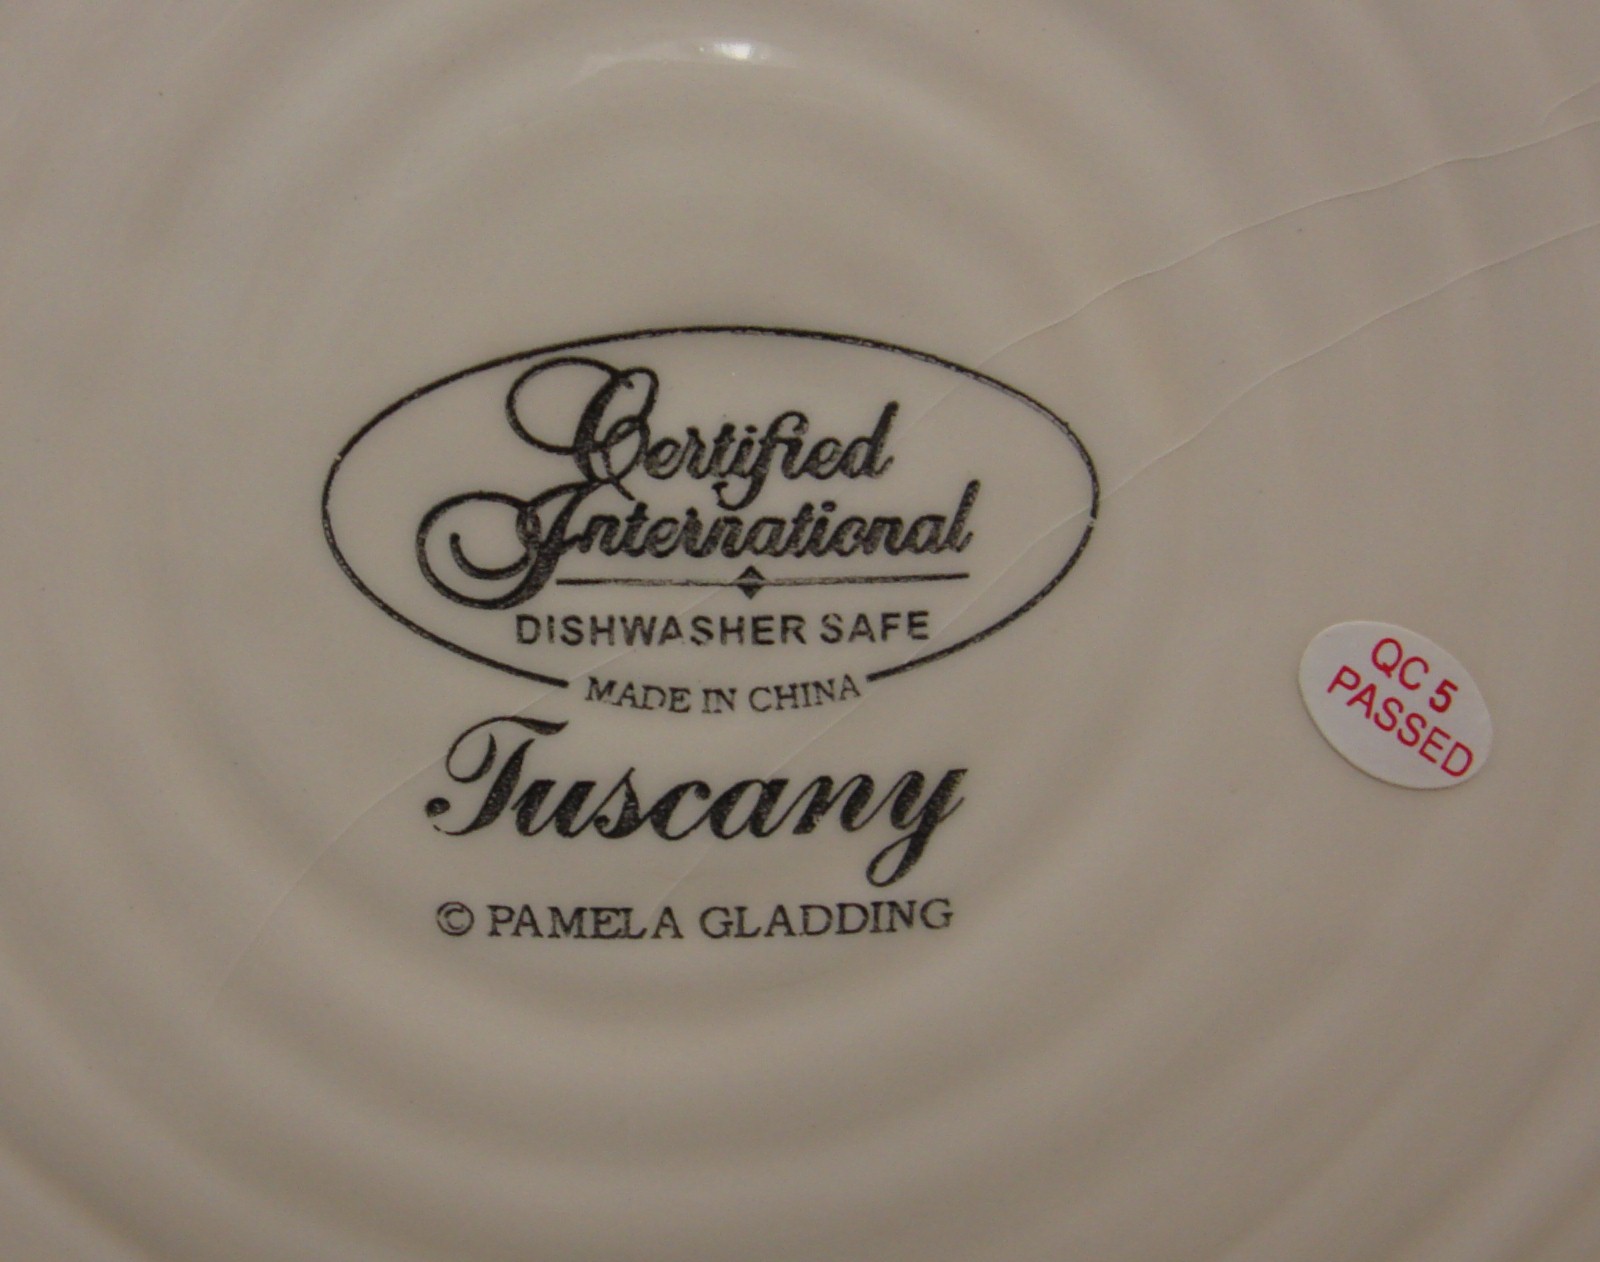 Certified
International
DISHWASHER SAFE
MADE IN CHINA
Tuscany
© PAMELA GLADDING
QC 5
PASSED